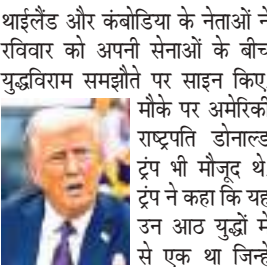 थाईलैंड और कंबोडिया के नेताओं ने
रविवार को अपनी सेनाओं के बीच
युद्धविराम समझौते पर साइन किए.
मौके पर अमेरिकी
राष्ट्रपति डोनाल्ड
ट्रंप भी मौजूद थे.
ट्रंप ने कहा कि यह
उन आठ युद्धों में
से एक था जिन्हें